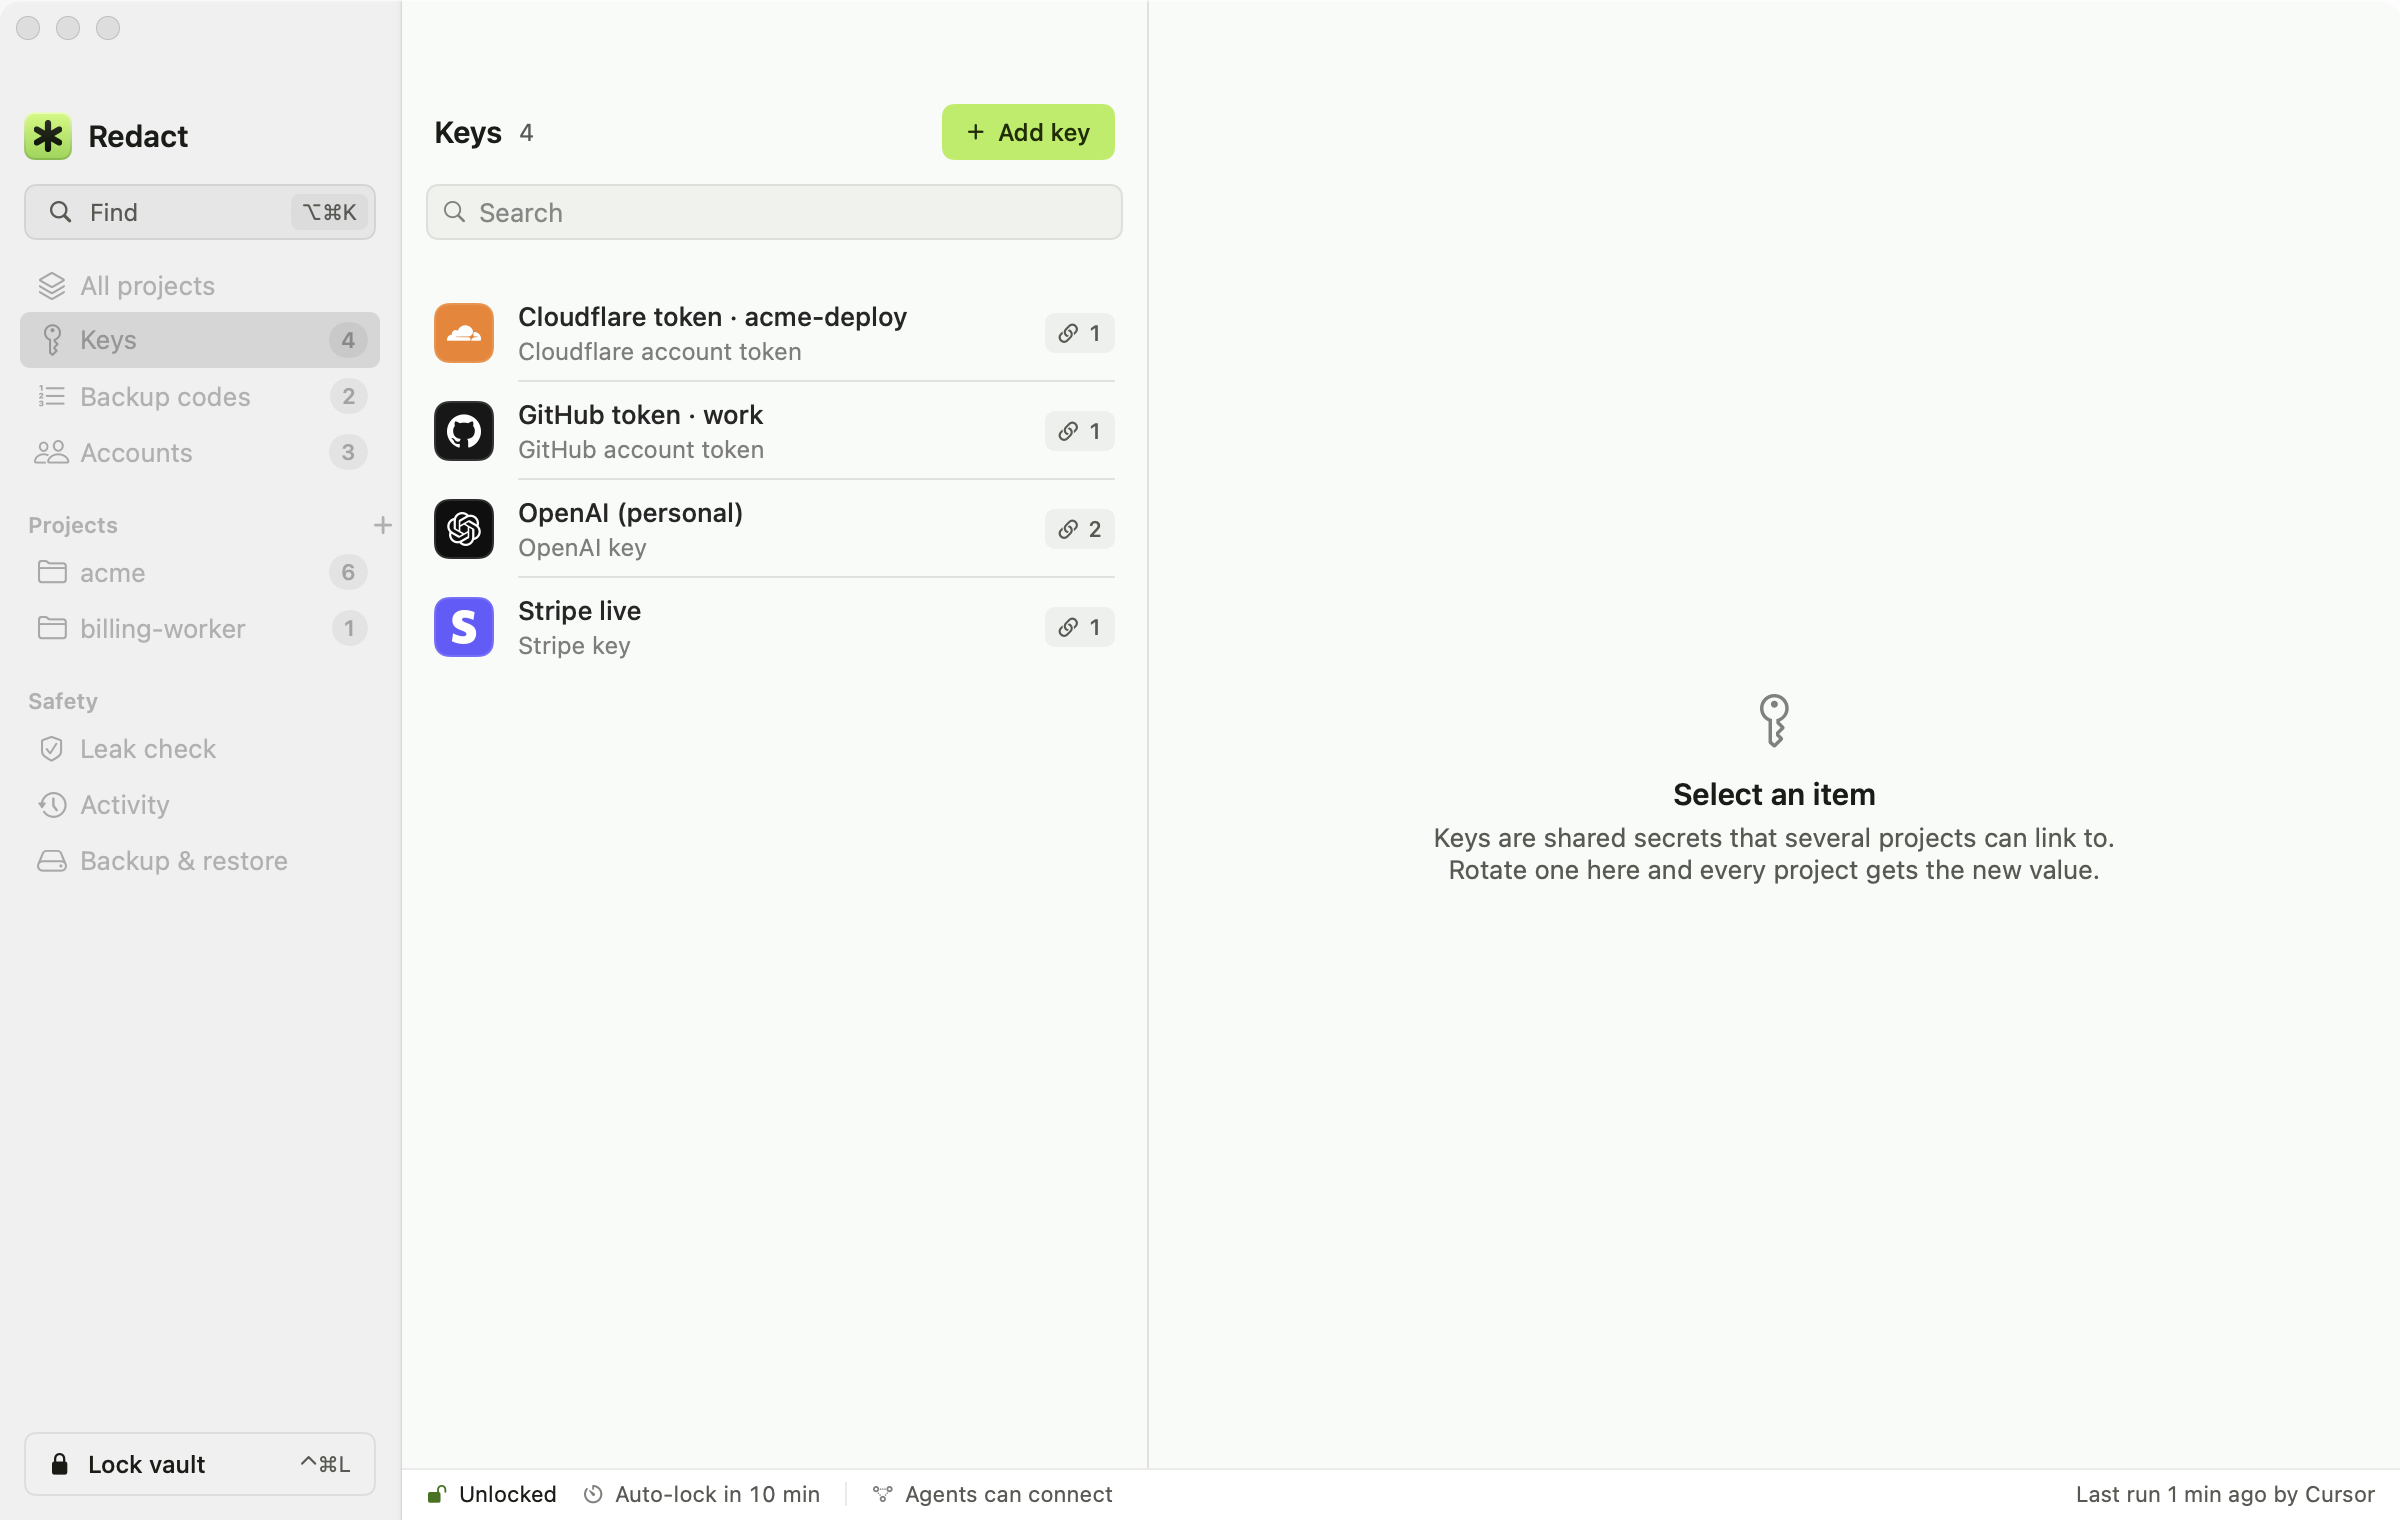 Redact
Find ⌥⌘K
All projects
Keys 4
Backup codes 2
Accounts 3
Projects +
acme 6
billing-worker 1
Safety
Leak check
Activity
Backup & restore
Lock vault ^⌘L
Keys 4
+ Add key
Search
Cloudflare token · acme-deploy
Cloudflare account token
1
GitHub token · work
GitHub account token
1
OpenAI (personal)
OpenAI key
2
Stripe live
Stripe key
1
Select an item
Keys are shared secrets that several projects can link to.
Rotate one here and every project gets the new value.
Unlocked Auto-lock in 10 min Agents can connect Last run 1 min ago by Cursor